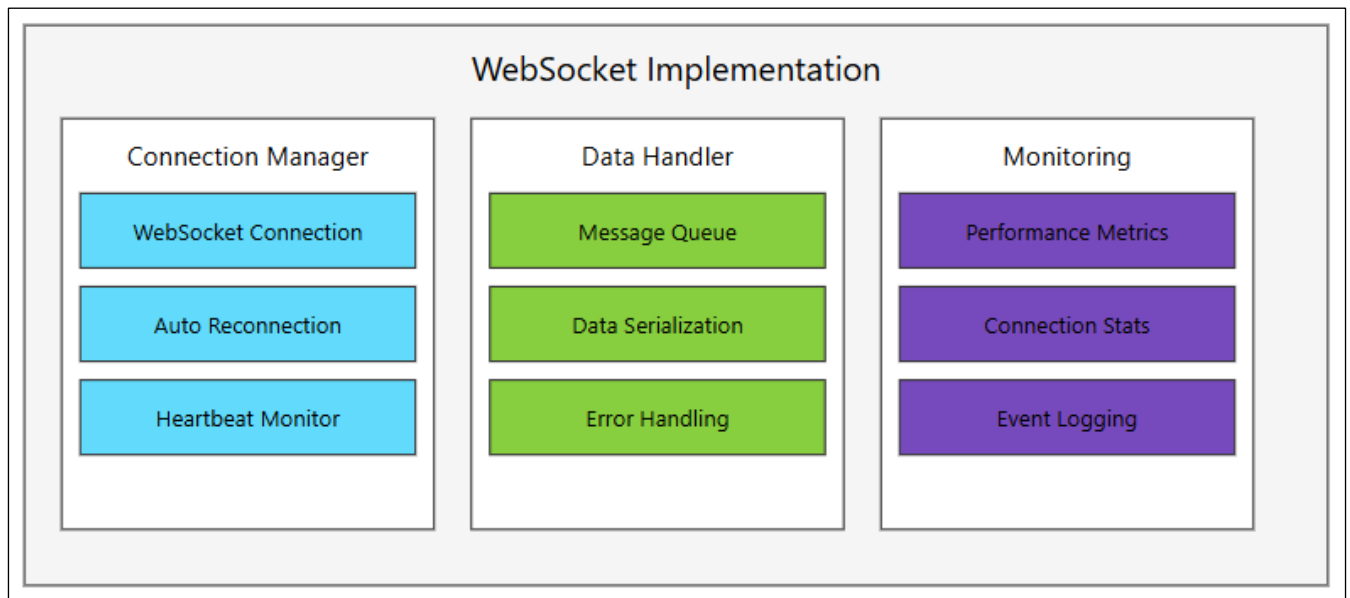 WebSocket Implementation
Connection Manager
WebSocket Connection
Auto Reconnection
Heartbeat Monitor
Data Handler
Message Queue
Data Serialization
Error Handling
Monitoring
Performance Metrics
Connection Stats
Event Logging